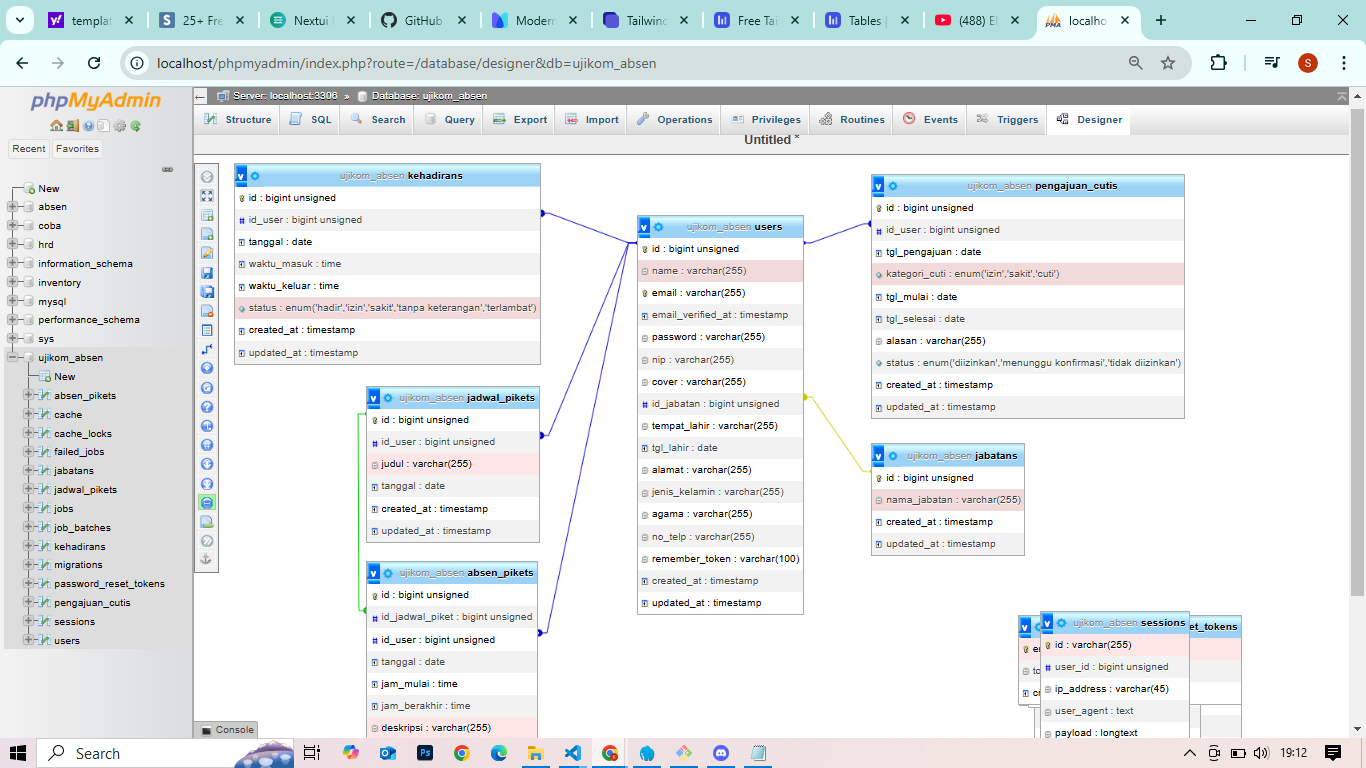 templat
25+ Fre
Nextui
GitHub
Modern
Tailwind
Free Tai
Tables |
(488) E
localho
localhost/phpmyadmin/index.php?route=/database/designer&db=ujikom_absen
S
phpMyAdmin
Recent
Favorites
New
absen
coba
hrd
information_schema
inventory
mysql
performance_schema
sys
ujikom_absen
New
absen_pikets
cache
cache_locks
failed_jobs
jabatans
jadwal_pikets
jobs
job_batches
kehadirans
migrations
password_reset_tokens
pengajuan_cutis
sessions
users
Server: localhost:3306 » Database: ujikom_absen
Structure
SQL
Search
Query
Export
Import
Operations
Privileges
Routines
Events
Triggers
Designer
Untitled *
ujikom_absen kehadirans
id : bigint unsigned
id_user : bigint unsigned
tanggal : date
waktu_masuk : time
waktu_keluar : time
status : enum('hadir','izin','sakit','tanpa keterangan','terlambat')
created_at : timestamp
updated_at : timestamp
ujikom_absen jadwal_pikets
id : bigint unsigned
id_user : bigint unsigned
judul : varchar(255)
tanggal : date
created_at : timestamp
updated_at : timestamp
ujikom_absen absen_pikets
id : bigint unsigned
id_jadwal_piket : bigint unsigned
id_user : bigint unsigned
tanggal : date
jam_mulai : time
jam_berakhir : time
deskripsi : varchar(255)
ujikom_absen users
id : bigint unsigned
name : varchar(255)
email : varchar(255)
email_verified_at : timestamp
password : varchar(255)
nip : varchar(255)
cover : varchar(255)
id_jabatan : bigint unsigned
tempat_lahir : varchar(255)
tgl_lahir : date
alamat : varchar(255)
jenis_kelamin : varchar(255)
agama : varchar(255)
no_telp : varchar(255)
remember_token : varchar(100)
created_at : timestamp
updated_at : timestamp
ujikom_absen pengajuan_cutis
id : bigint unsigned
id_user : bigint unsigned
tgl_pengajuan : date
kategori_cuti : enum('izin','sakit','cuti')
tgl_mulai : date
tgl_selesai : date
alasan : varchar(255)
status : enum('diizinkan','menunggu konfirmasi','tidak diizinkan')
created_at : timestamp
updated_at : timestamp
ujikom_absen jabatans
id : bigint unsigned
nama_jabatan : varchar(255)
created_at : timestamp
updated_at : timestamp
et_tokens
ujikom_absen sessions
id : varchar(255)
user_id : bigint unsigned
ip_address : varchar(45)
user_agent : text
payload : longtext
Console
Search
19:12